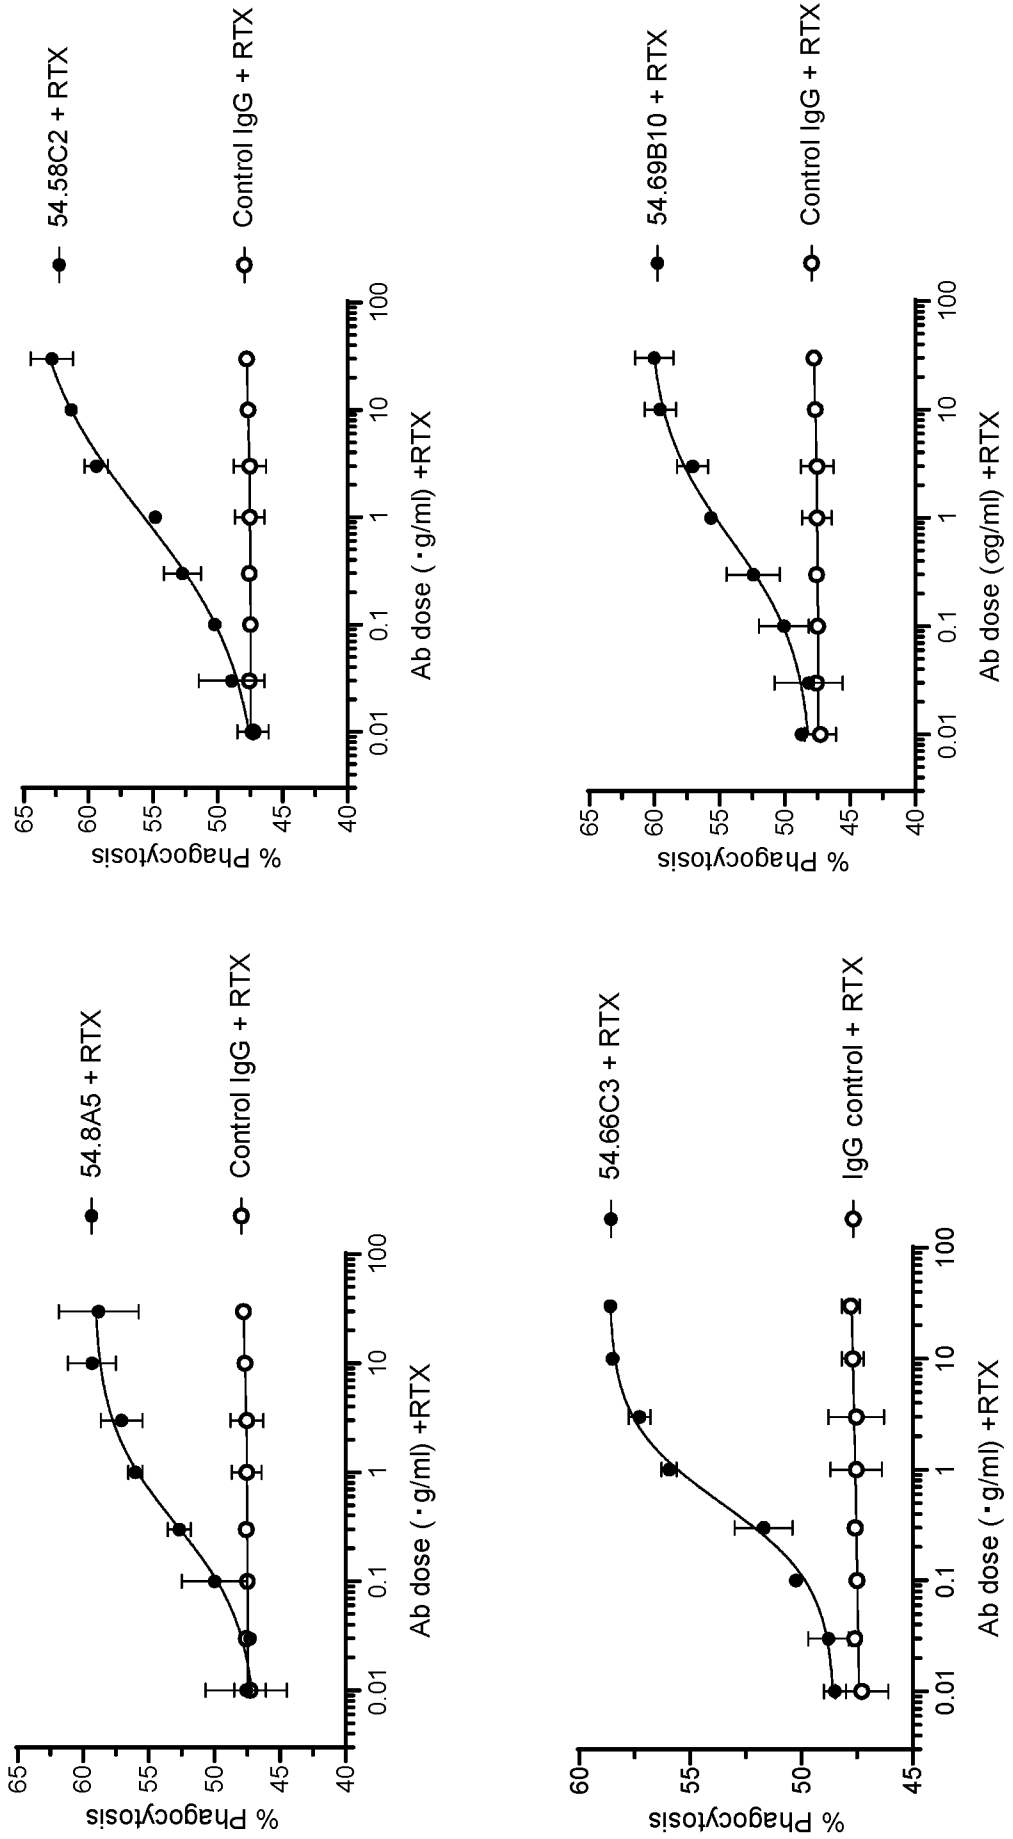 65
60
55
50
45
40
% Phagocytosis
0.01
0.1
1
10
100
Ab dose (·g/ml) +RTX
54.8A5 + RTX
Control IgG + RTX
65
60
55
50
45
40
% Phagocytosis
0.01
0.1
1
10
100
Ab dose (·g/ml) +RTX
54.58C2 + RTX
Control IgG + RTX
60
55
50
45
% Phagocytosis
0.01
0.1
1
10
100
Ab dose (·g/ml) +RTX
54.66C3 + RTX
IgG control + RTX
65
60
55
50
45
40
% Phagocytosis
0.01
0.1
1
10
100
Ab dose (σg/ml) +RTX
54.69B10 + RTX
Control IgG + RTX